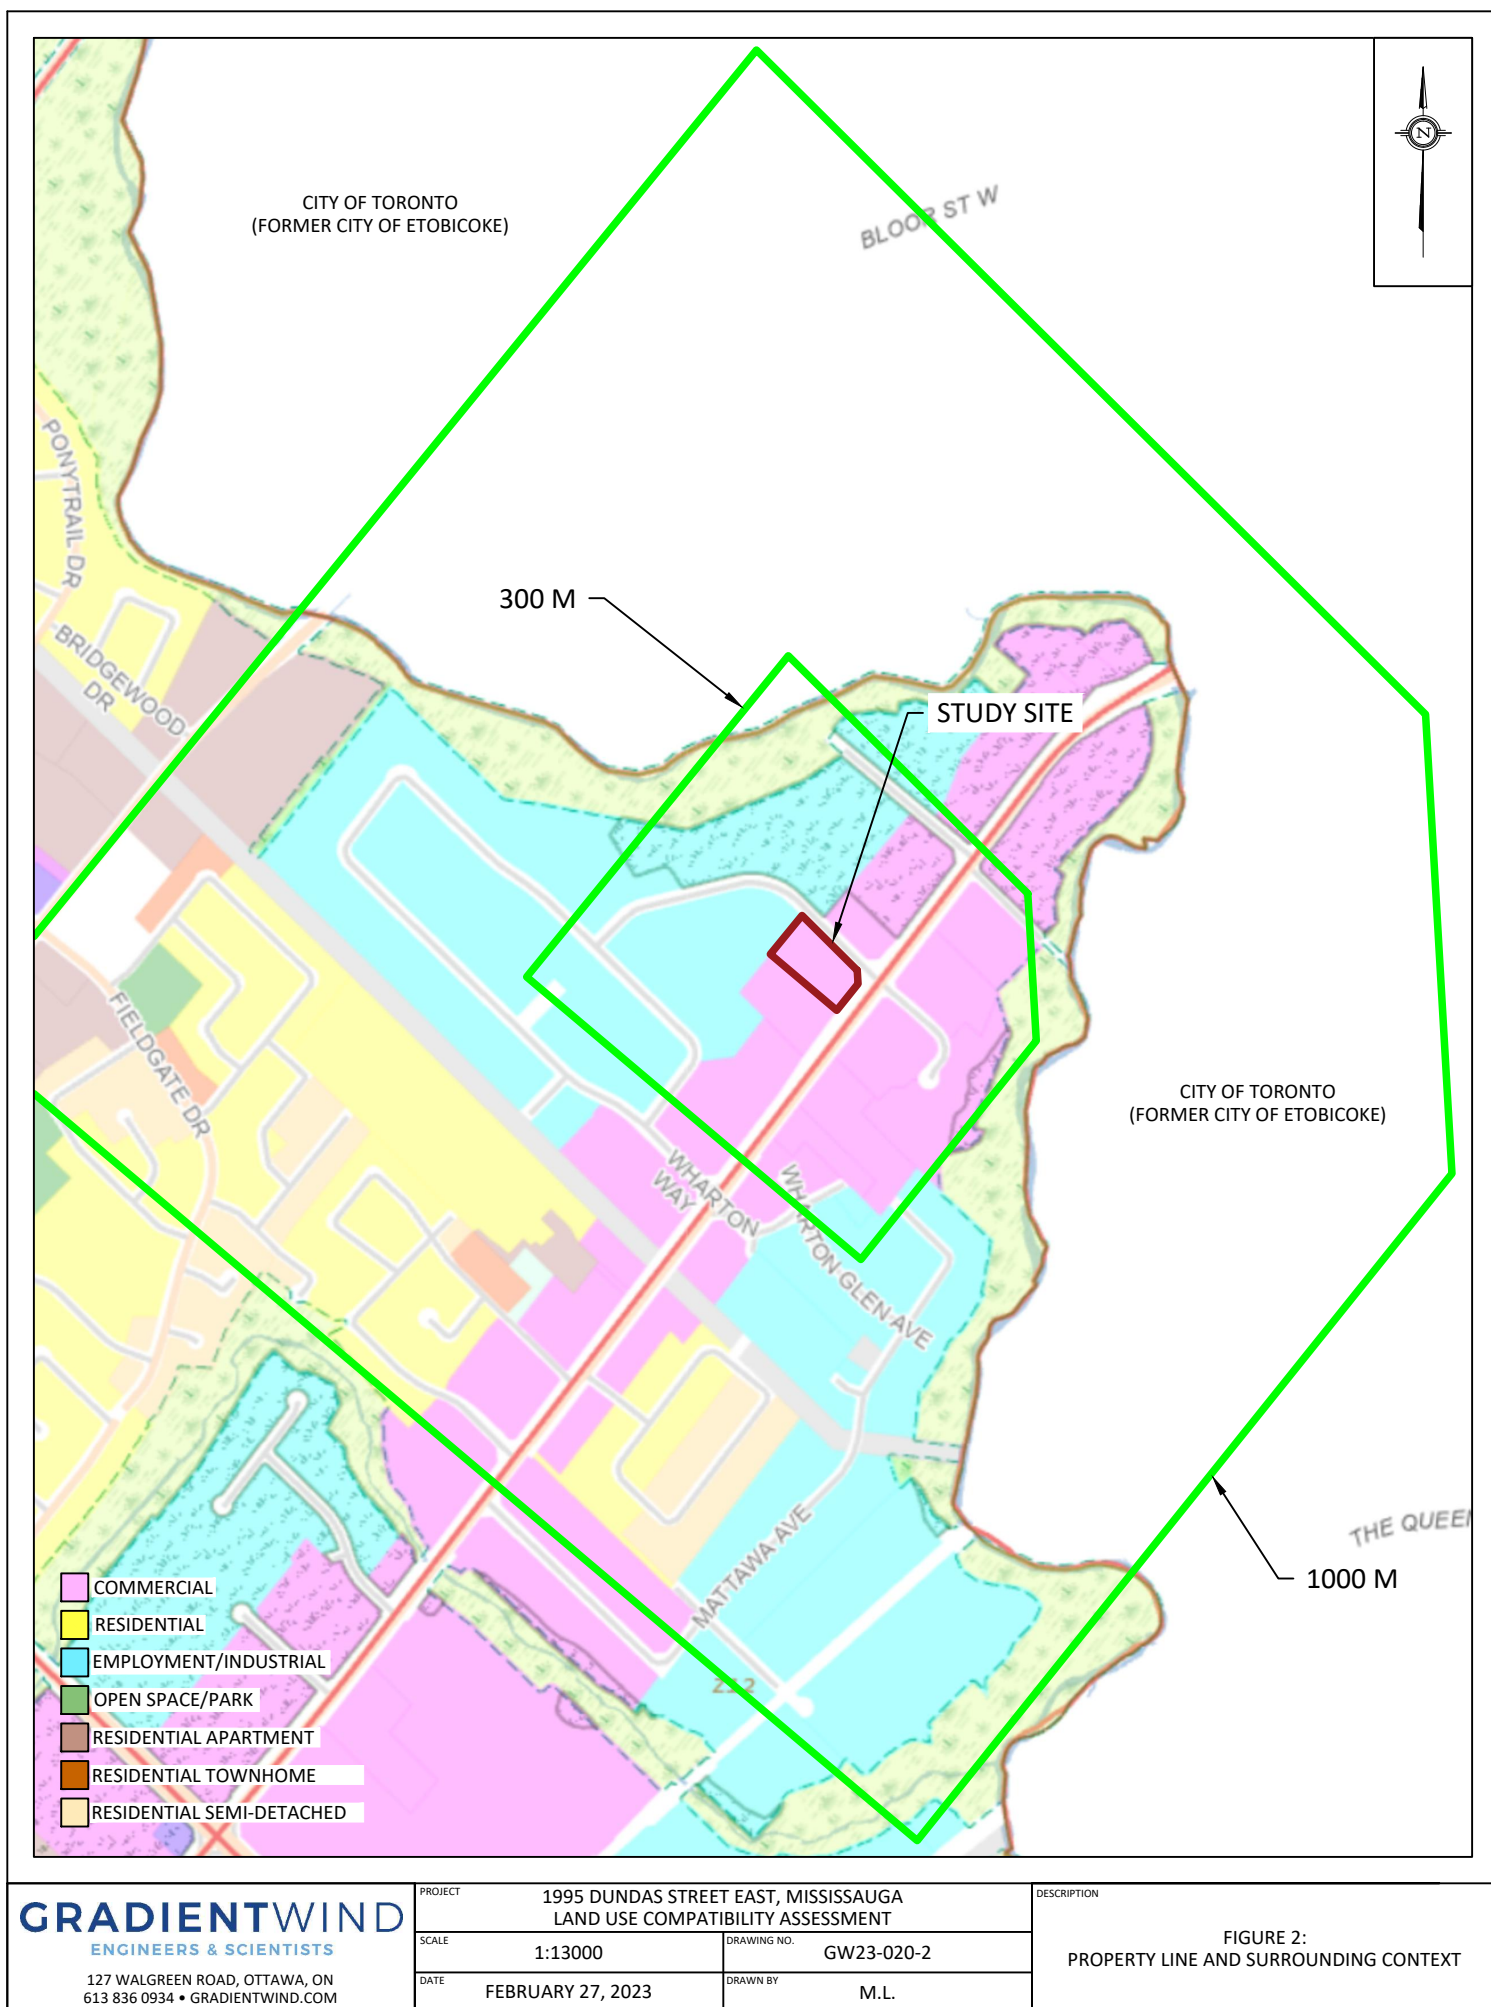 N
CITY OF TORONTO
(FORMER CITY OF ETOBICOKE)
BLOOR ST W
PONYTRAIL DR
300 M
BRIDGEWOOD
DR
STUDY SITE
FIELDGATE DR
CITY OF TORONTO
(FORMER CITY OF ETOBICOKE)
WHARTON
WAY
WHARTON GLEN AVE
THE QUEEN
MATTAWA AVE
1000 M
COMMERCIAL
RESIDENTIAL
EMPLOYMENT/INDUSTRIAL
OPEN SPACE/PARK
RESIDENTIAL APARTMENT
RESIDENTIAL TOWNHOME
RESIDENTIAL SEMI-DETACHED
GRADIENTWIND
ENGINEERS & SCIENTISTS
127 WALGREEN ROAD, OTTAWA, ON
613 836 0934 • GRADIENTWIND.COM
PROJECT
1995 DUNDAS STREET EAST, MISSISSAUGA
LAND USE COMPATIBILITY ASSESSMENT
SCALE
1:13000
DRAWING NO.
GW23-020-2
DATE
FEBRUARY 27, 2023
DRAWN BY
M.L.
DESCRIPTION
FIGURE 2:
PROPERTY LINE AND SURROUNDING CONTEXT